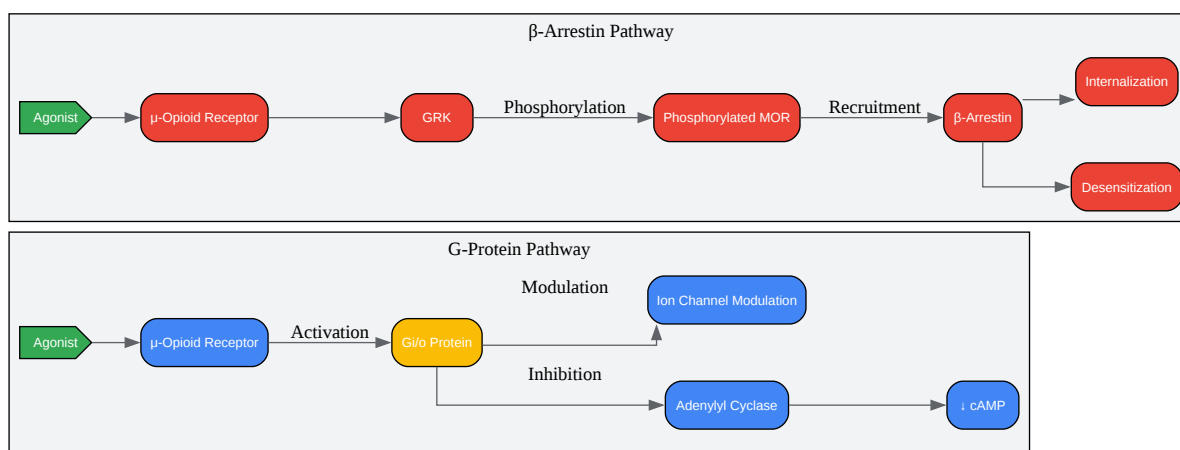 β-Arrestin Pathway
Agonist
μ-Opioid Receptor
GRK
Phosphorylation
Phosphorylated MOR
Recruitment
β-Arrestin
Internalization
Desensitization
G-Protein Pathway
Agonist
μ-Opioid Receptor
Activation
Gi/o Protein
Modulation
Ion Channel Modulation
Inhibition
Adenylyl Cyclase
↓ cAMP